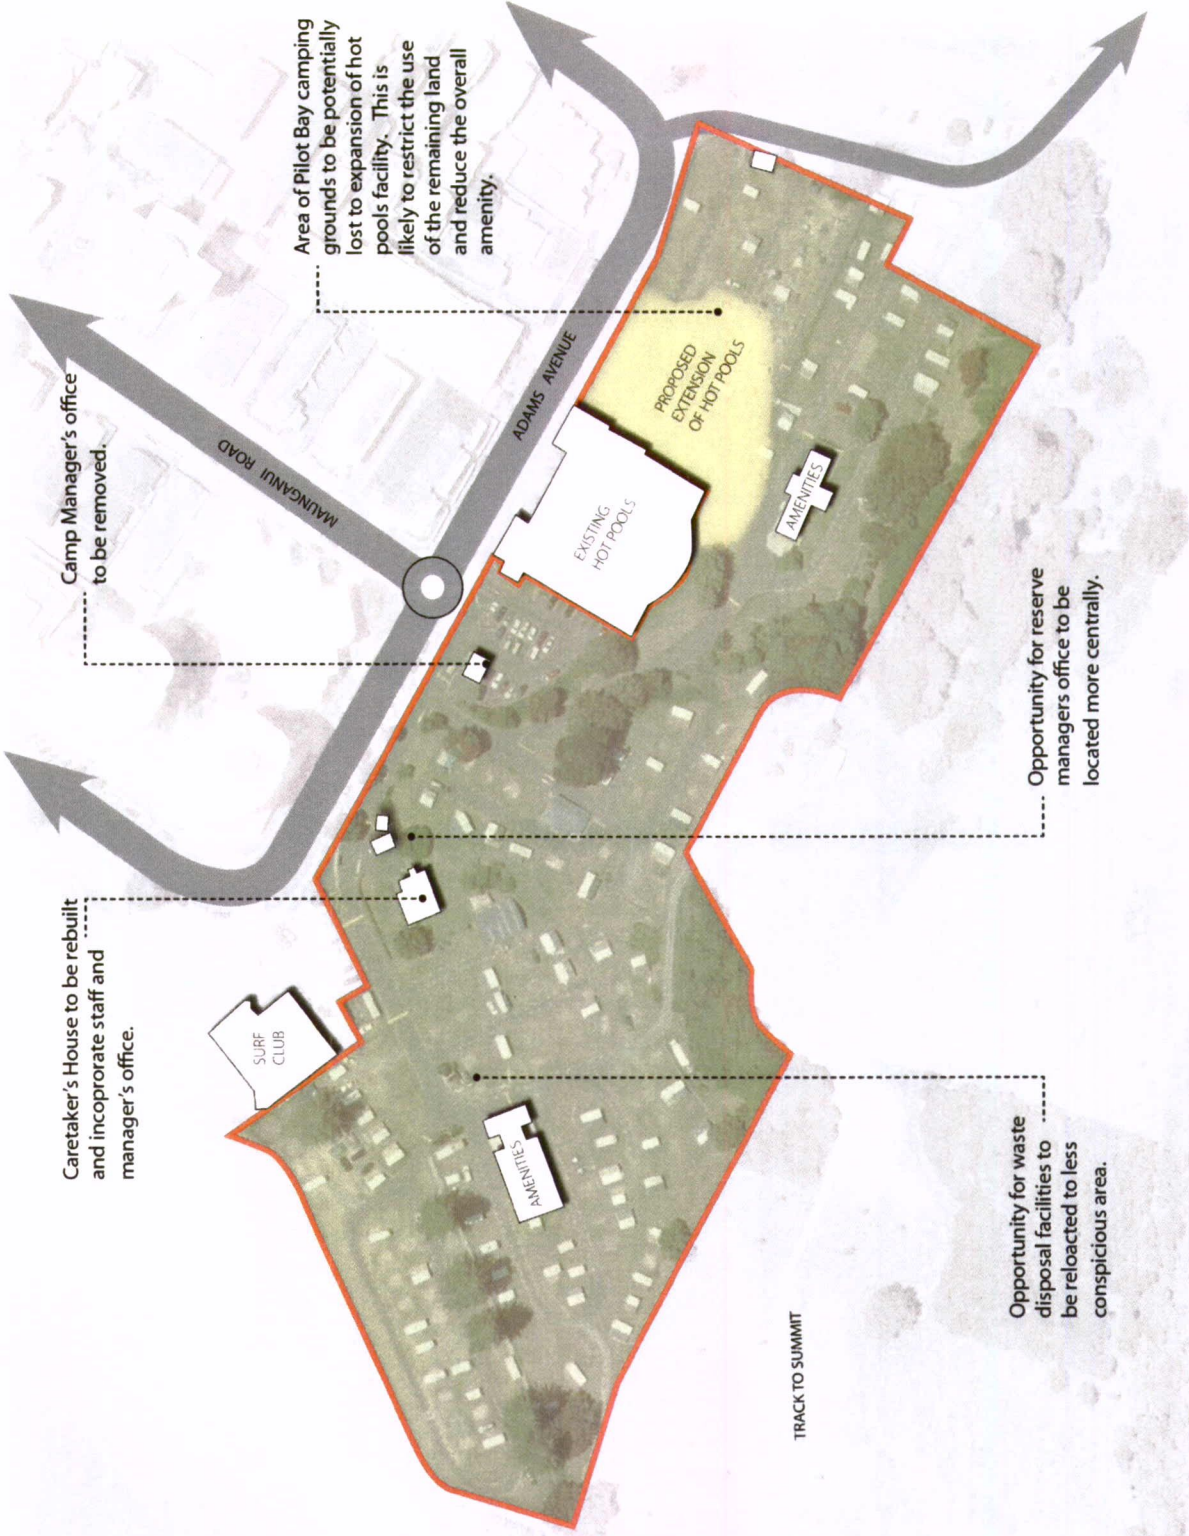 Caretaker's House to be rebuilt
and incoprorate staff and
manager's office.
Camp Manager's office
to be removed.
Area of Pilot Bay camping
grounds to be potentially
lost to expansion of hot
pools facility. This is
likely to restrict the use
of the remaining land
and reduce the overall
amenity.
MAUNGANUI ROAD
ADAMS AVENUE
SURF
CLUB
EXISTING
HOT POOLS
PROPOSED
EXTENSION
OF HOT POOLS
AMENITIES
AMENITIES
TRACK TO SUMMIT
Opportunity for waste
disposal facilities to
be reloacted to less
conspicious area.
Opportunity for reserve
managers office to be
located more centrally.